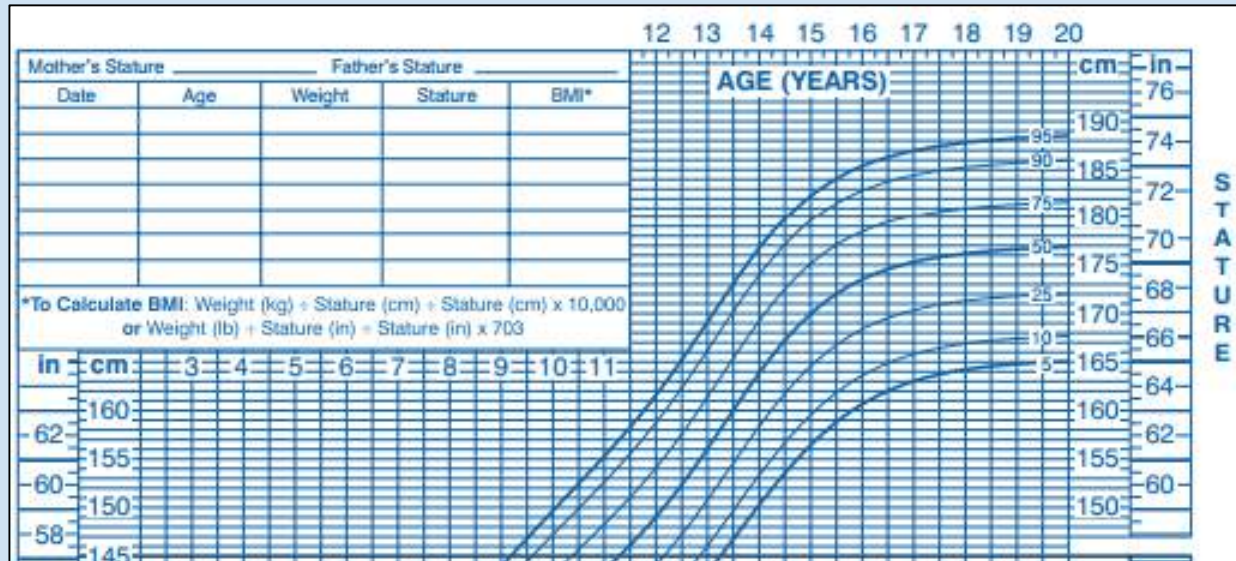 12 13 14 15 16 17 18 19 20
Mother's Stature Father's Stature
Date Age Weight Stature BMI*
*To Calculate BMI: Weight (kg) ÷ Stature (cm) ÷ Stature (cm) x 10,000
or Weight (lb) ÷ Stature (in) ÷ Stature (in) x 703
AGE (YEARS)
cm in
76
190
95 74
90 185
72
75 180
70
50 175
68
25 170
10 66
5 165
64
160
62
155
60
150
STATURE
in cm 3 4 5 6 7 8 9 10 11
160
62
155
60
150
58
145